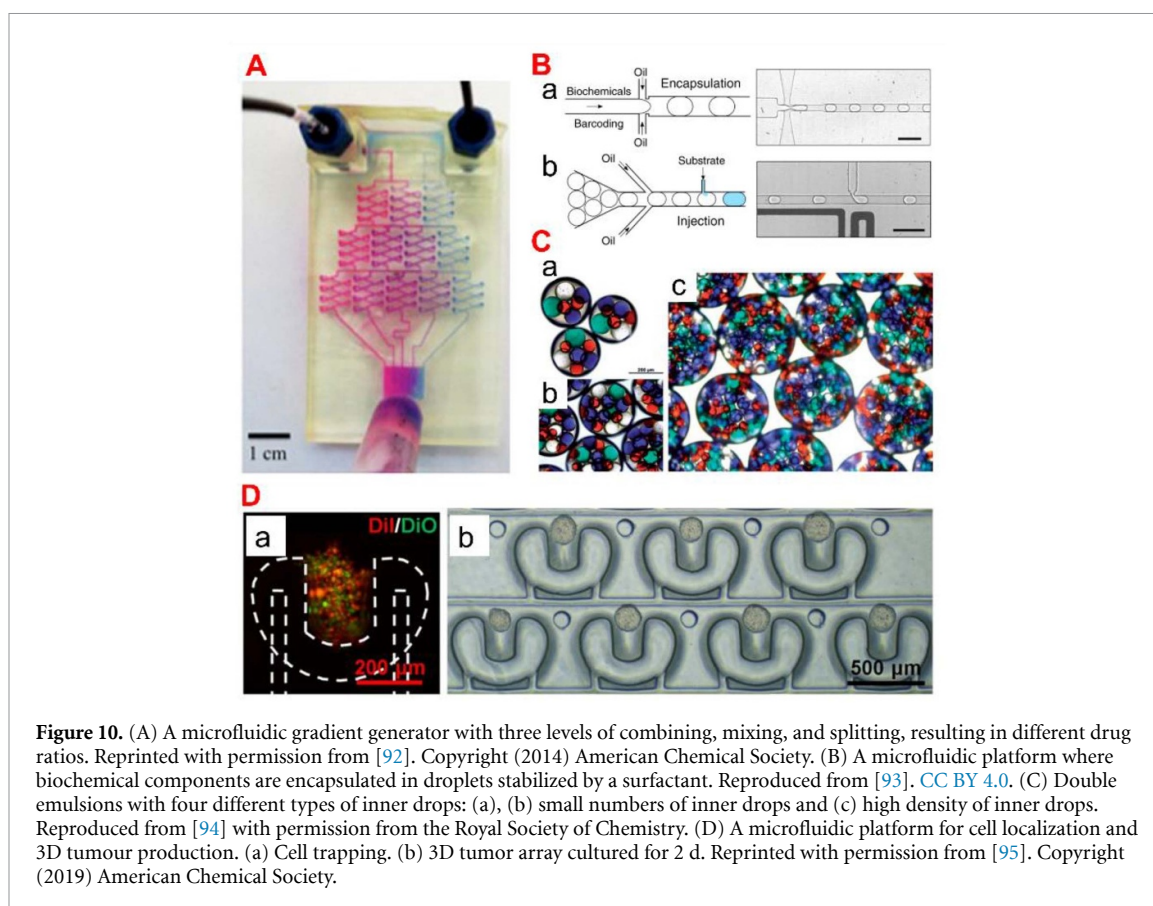 A
1 cm
B
a
Oil
Biochemicals
Barcoding
Oil
Encapsulation
b
Oil
Substrate
Injection
Oil
C
a
200 µm
b
c
D
a
DiI/DiO
200 µm
b
500 µm
Figure 10. (A) A microfluidic gradient generator with three levels of combining, mixing, and splitting, resulting in different drug
ratios. Reprinted with permission from [92]. Copyright (2014) American Chemical Society. (B) A microfluidic platform where
biochemical components are encapsulated in droplets stabilized by a surfactant. Reproduced from [93]. CC BY 4.0. (C) Double
emulsions with four different types of inner drops: (a), (b) small numbers of inner drops and (c) high density of inner drops.
Reproduced from [94] with permission from the Royal Society of Chemistry. (D) A microfluidic platform for cell localization and
3D tumour production. (a) Cell trapping. (b) 3D tumor array cultured for 2 d. Reprinted with permission from [95]. Copyright
(2019) American Chemical Society.